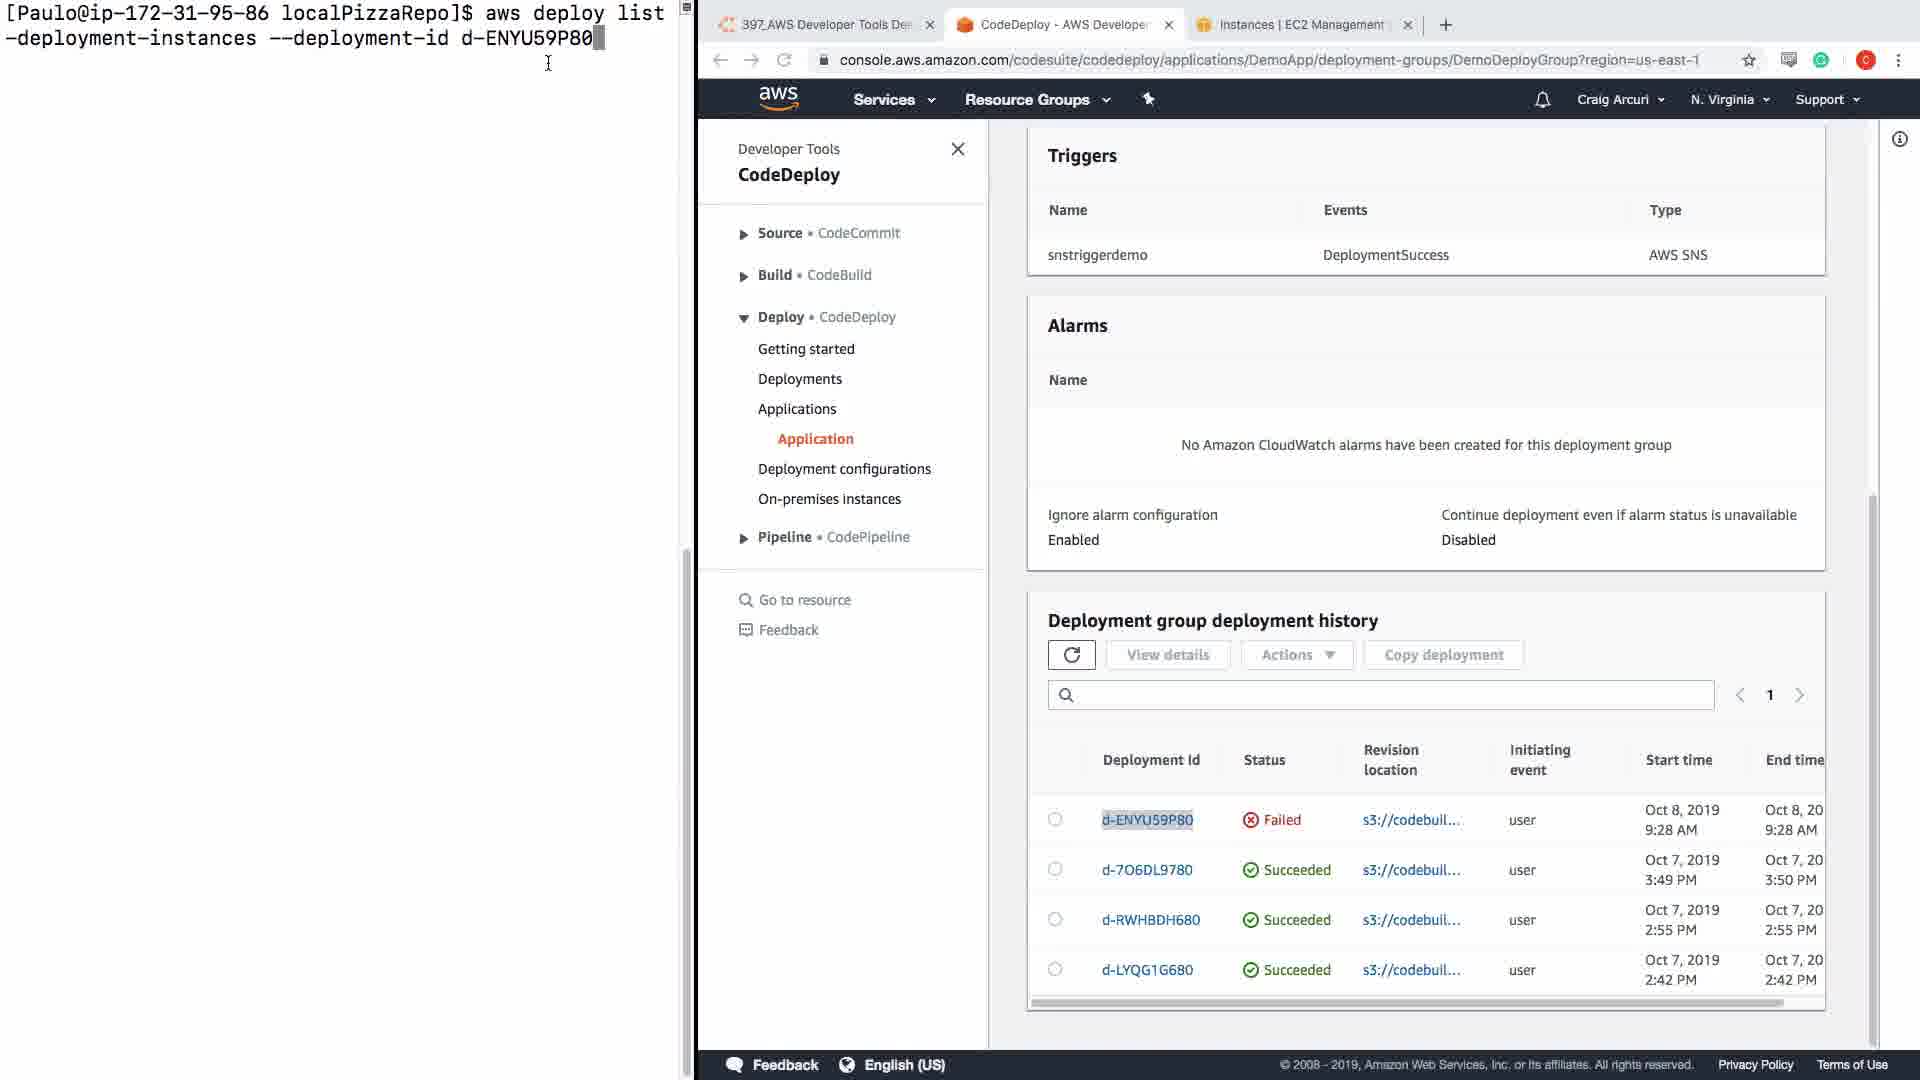 [Paulo@ip-172-31-95-86 localPizzaRepo]$ aws deploy list
-deployment-instances --deployment-id d-ENYU59P80
397_AWS Developer Tools De
CodeDeploy - AWS Developer
Instances | EC2 Management
console.aws.amazon.com/codesuite/codedeploy/applications/DemoApp/deployment-groups/DemoDeployGroup?region=us-east-1
C
aws
Services
Resource Groups
Craig Arcuri
N. Virginia
Support
Developer Tools
CodeDeploy
Source • CodeCommit
Build • CodeBuild
Deploy • CodeDeploy
Getting started
Deployments
Applications
Application
Deployment configurations
On-premises instances
Pipeline • CodePipeline
Go to resource
Feedback
Triggers
Name Events Type
snstriggerdemo DeploymentSuccess AWS SNS
Alarms
Name
No Amazon CloudWatch alarms have been created for this deployment group
Ignore alarm configuration
Enabled
Continue deployment even if alarm status is unavailable
Disabled
Deployment group deployment history
View details
Actions
Copy deployment
1
Deployment Id Status Revision location Initiating event Start time End time
d-ENYU59P80 Failed s3://codebuil... user Oct 8, 2019 9:28 AM Oct 8, 20 9:28 AM
d-7O6DL9780 Succeeded s3://codebuil... user Oct 7, 2019 3:49 PM Oct 7, 20 3:50 PM
d-RWHBDH680 Succeeded s3://codebuil... user Oct 7, 2019 2:55 PM Oct 7, 20 2:55 PM
d-LYQG1G680 Succeeded s3://codebuil... user Oct 7, 2019 2:42 PM Oct 7, 20 2:42 PM
Feedback
English (US)
© 2008 - 2019, Amazon Web Services, Inc. or its affiliates. All rights reserved.
Privacy Policy
Terms of Use